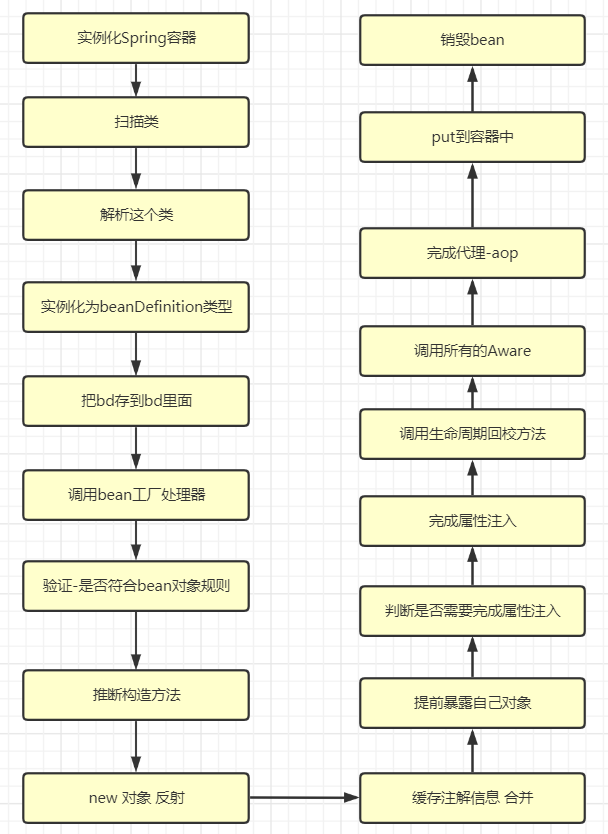 实例化Spring容器
扫描类
解析这个类
实例化为beanDefinition类型
把bd存到bd里面
调用bean工厂处理器
验证-是否符合bean对象规则
推断构造方法
new 对象 反射
缓存注解信息 合并
提前暴露自己对象
判断是否需要完成属性注入
完成属性注入
调用生命周期回校方法
调用所有的Aware
完成代理-aop
put到容器中
销毁bean